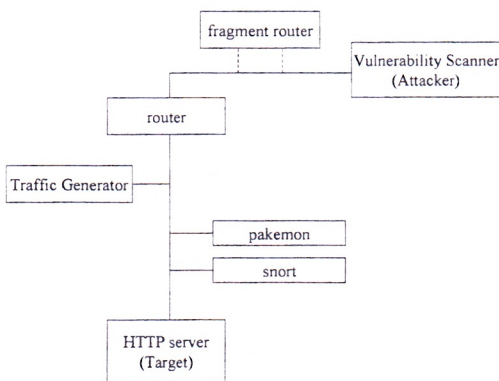 fragment router
Vulnerability Scanner
(Attacker)
router
Traffic Generator
pakemon
snort
HTTP server
(Target)